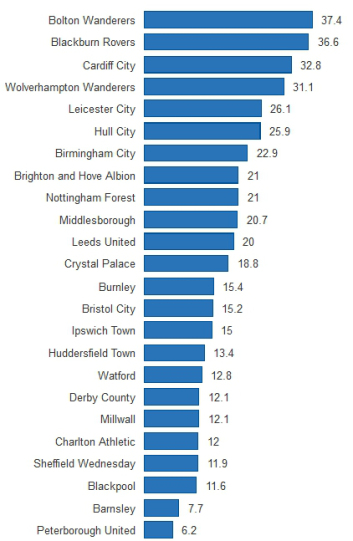 Bolton Wanderers 37.4
Blackburn Rovers 36.6
Cardiff City 32.8
Wolverhampton Wanderers 31.1
Leicester City 26.1
Hull City 25.9
Birmingham City 22.9
Brighton and Hove Albion 21
Nottingham Forest 21
Middlesborough 20.7
Leeds United 20
Crystal Palace 18.8
Burnley 15.4
Bristol City 15.2
Ipswich Town 15
Huddersfield Town 13.4
Watford 12.8
Derby County 12.1
Millwall 12.1
Charlton Athletic 12
Sheffield Wednesday 11.9
Blackpool 11.6
Barnsley 7.7
Peterborough United 6.2